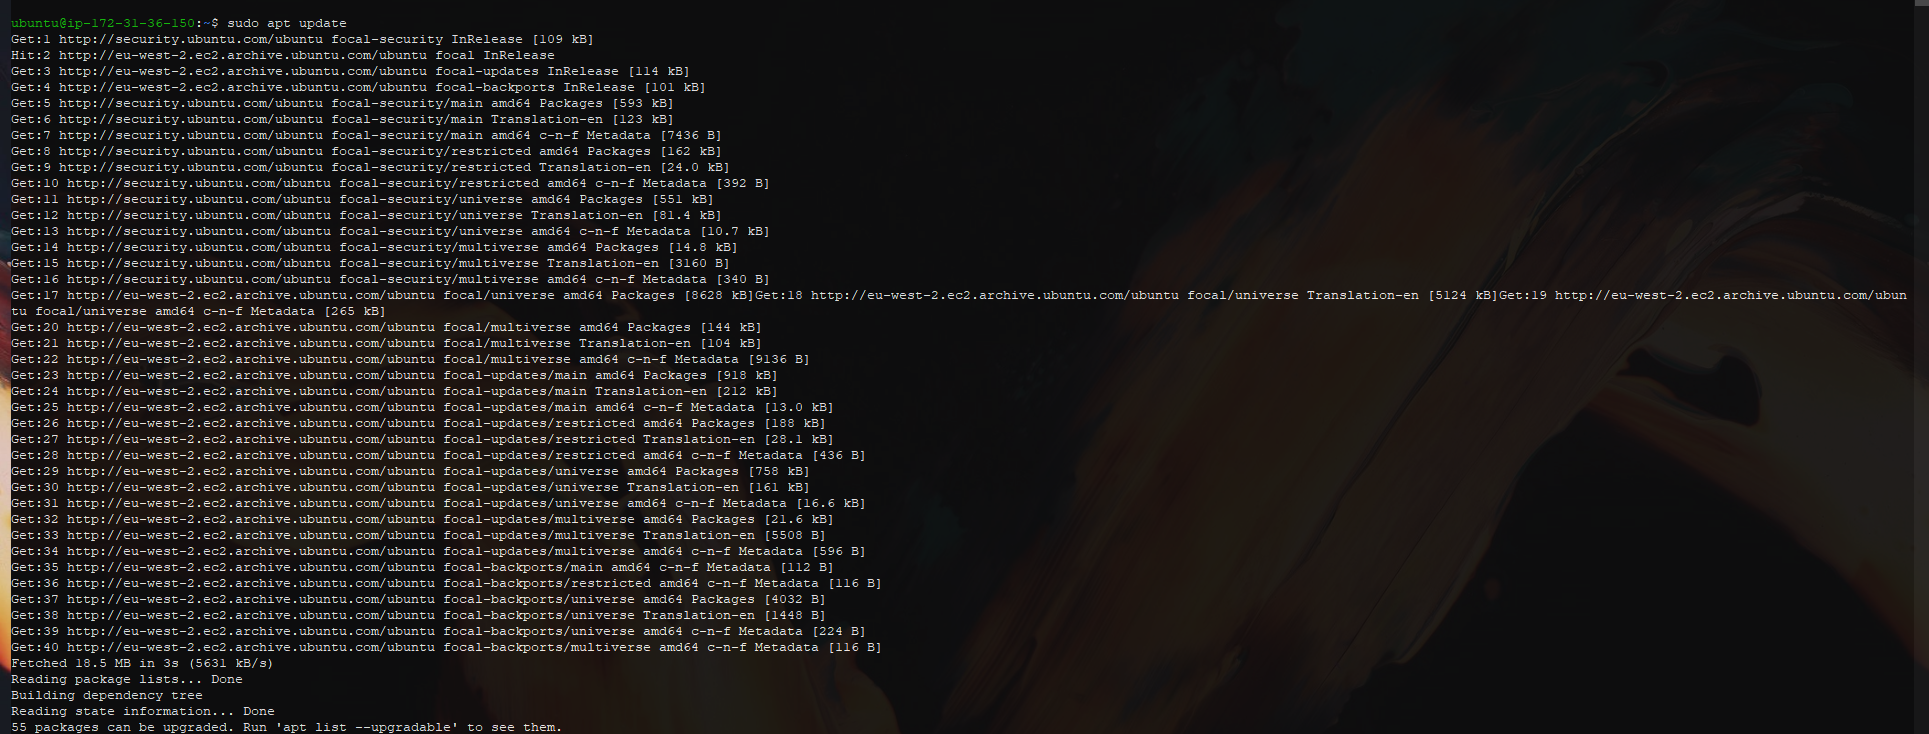 ubuntu@ip-172-31-36-150:~$ sudo apt update
Get:1 http://security.ubuntu.com/ubuntu focal-security InRelease [109 kB]
Hit:2 http://eu-west-2.ec2.archive.ubuntu.com/ubuntu focal InRelease
Get:3 http://eu-west-2.ec2.archive.ubuntu.com/ubuntu focal-updates InRelease [114 kB]
Get:4 http://eu-west-2.ec2.archive.ubuntu.com/ubuntu focal-backports InRelease [101 kB]
Get:5 http://security.ubuntu.com/ubuntu focal-security/main amd64 Packages [593 kB]
Get:6 http://security.ubuntu.com/ubuntu focal-security/main Translation-en [123 kB]
Get:7 http://security.ubuntu.com/ubuntu focal-security/main amd64 c-n-f Metadata [7436 B]
Get:8 http://security.ubuntu.com/ubuntu focal-security/restricted amd64 Packages [162 kB]
Get:9 http://security.ubuntu.com/ubuntu focal-security/restricted Translation-en [24.0 kB]
Get:10 http://security.ubuntu.com/ubuntu focal-security/restricted amd64 c-n-f Metadata [392 B]
Get:11 http://security.ubuntu.com/ubuntu focal-security/universe amd64 Packages [551 kB]
Get:12 http://security.ubuntu.com/ubuntu focal-security/universe Translation-en [81.4 kB]
Get:13 http://security.ubuntu.com/ubuntu focal-security/universe amd64 c-n-f Metadata [10.7 kB]
Get:14 http://security.ubuntu.com/ubuntu focal-security/multiverse amd64 Packages [14.8 kB]
Get:15 http://security.ubuntu.com/ubuntu focal-security/multiverse Translation-en [3160 B]
Get:16 http://security.ubuntu.com/ubuntu focal-security/multiverse amd64 c-n-f Metadata [340 B]
Get:17 http://eu-west-2.ec2.archive.ubuntu.com/ubuntu focal/universe amd64 Packages [8628 kB]Get:18 http://eu-west-2.ec2.archive.ubuntu.com/ubuntu focal/universe Translation-en [5124 kB]Get:19 http://eu-west-2.ec2.archive.ubuntu.com/ubun
tu focal/universe amd64 c-n-f Metadata [265 kB]
Get:20 http://eu-west-2.ec2.archive.ubuntu.com/ubuntu focal/multiverse amd64 Packages [144 kB]
Get:21 http://eu-west-2.ec2.archive.ubuntu.com/ubuntu focal/multiverse Translation-en [104 kB]
Get:22 http://eu-west-2.ec2.archive.ubuntu.com/ubuntu focal/multiverse amd64 c-n-f Metadata [9136 B]
Get:23 http://eu-west-2.ec2.archive.ubuntu.com/ubuntu focal-updates/main amd64 Packages [918 kB]
Get:24 http://eu-west-2.ec2.archive.ubuntu.com/ubuntu focal-updates/main Translation-en [212 kB]
Get:25 http://eu-west-2.ec2.archive.ubuntu.com/ubuntu focal-updates/main amd64 c-n-f Metadata [13.0 kB]
Get:26 http://eu-west-2.ec2.archive.ubuntu.com/ubuntu focal-updates/restricted amd64 Packages [188 kB]
Get:27 http://eu-west-2.ec2.archive.ubuntu.com/ubuntu focal-updates/restricted Translation-en [28.1 kB]
Get:28 http://eu-west-2.ec2.archive.ubuntu.com/ubuntu focal-updates/restricted amd64 c-n-f Metadata [436 B]
Get:29 http://eu-west-2.ec2.archive.ubuntu.com/ubuntu focal-updates/universe amd64 Packages [758 kB]
Get:30 http://eu-west-2.ec2.archive.ubuntu.com/ubuntu focal-updates/universe Translation-en [161 kB]
Get:31 http://eu-west-2.ec2.archive.ubuntu.com/ubuntu focal-updates/universe amd64 c-n-f Metadata [16.6 kB]
Get:32 http://eu-west-2.ec2.archive.ubuntu.com/ubuntu focal-updates/multiverse amd64 Packages [21.6 kB]
Get:33 http://eu-west-2.ec2.archive.ubuntu.com/ubuntu focal-updates/multiverse Translation-en [5508 B]
Get:34 http://eu-west-2.ec2.archive.ubuntu.com/ubuntu focal-updates/multiverse amd64 c-n-f Metadata [596 B]
Get:35 http://eu-west-2.ec2.archive.ubuntu.com/ubuntu focal-backports/main amd64 c-n-f Metadata [112 B]
Get:36 http://eu-west-2.ec2.archive.ubuntu.com/ubuntu focal-backports/restricted amd64 c-n-f Metadata [116 B]
Get:37 http://eu-west-2.ec2.archive.ubuntu.com/ubuntu focal-backports/universe amd64 Packages [4032 B]
Get:38 http://eu-west-2.ec2.archive.ubuntu.com/ubuntu focal-backports/universe Translation-en [1448 B]
Get:39 http://eu-west-2.ec2.archive.ubuntu.com/ubuntu focal-backports/universe amd64 c-n-f Metadata [224 B]
Get:40 http://eu-west-2.ec2.archive.ubuntu.com/ubuntu focal-backports/multiverse amd64 c-n-f Metadata [116 B]
Fetched 18.5 MB in 3s (5631 kB/s)
Reading package lists... Done
Building dependency tree
Reading state information... Done
55 packages can be upgraded. Run 'apt list --upgradable' to see them.